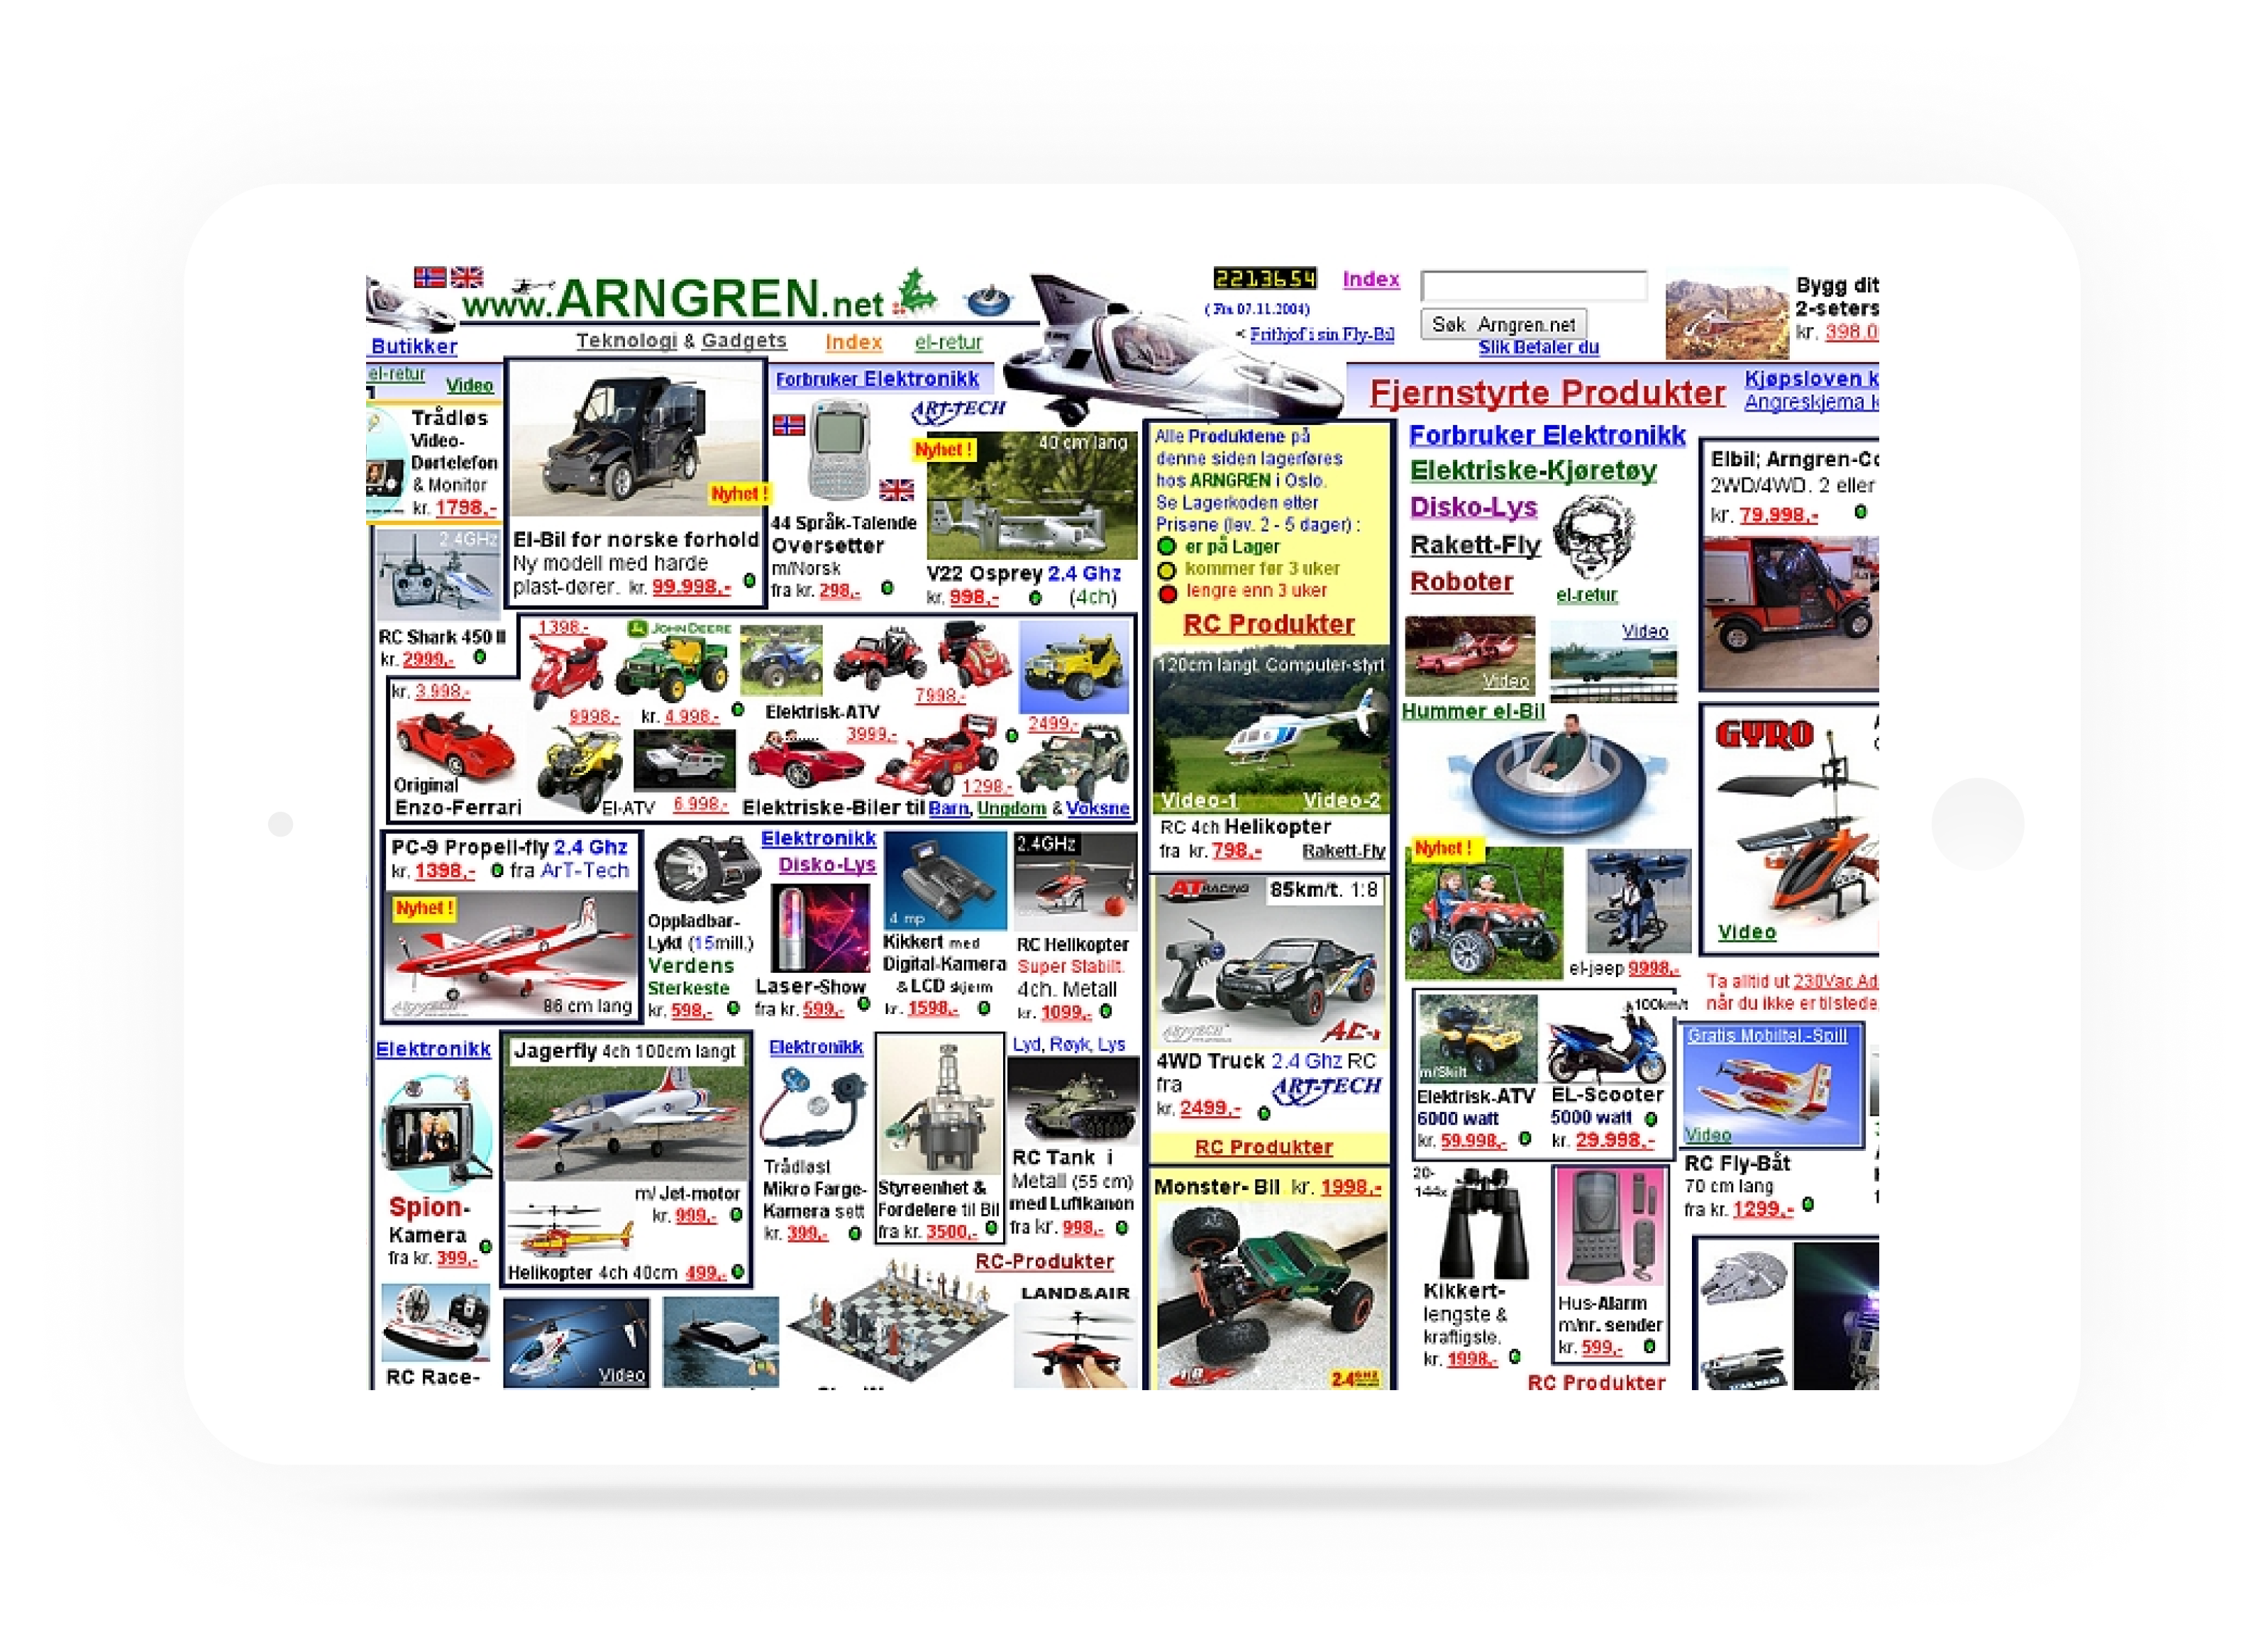 www.ARNGREN.net
2213654
Index
( Fra 07.11.2004)
< Frithjof i sin Fly-Bil
Søk Arngren.net
Slik Betaler du
Bygg dit
2-seters
kr. 398.0
Butikker
Teknologi & Gadgets
Index
el-retur
el-retur
Video
Forbruker Elektronikk
Fjernstyrte Produkter
Kjøpsloven k
Angreskjema k
Trådløs
Video-
Dørtelefon
& Monitor
kr. 1798,-
Nyhet !
El-Bil for norske forhold
Ny modell med harde
plast-dører. kr. 99.998,-
ART-TECH
44 Språk-Talende
Oversetter
m/Norsk
fra kr. 298,-
Nyhet !
40 cm lang
V22 Osprey 2.4 Ghz
kr. 998,- (4ch)
Alle Produktene på
denne siden lagerføres
hos ARNGREN i Oslo.
Se Lagerkoden etter
Prisene (lev. 2 - 5 dager) :
er på Lager
kommer før 3 uker
lengre enn 3 uker
RC Produkter
Forbruker Elektronikk
Elektriske-Kjøretøy
Disko-Lys
Rakett-Fly
Roboter
el-retur
Elbil; Arngren-Co
2WD/4WD. 2 eller
kr. 79.998,-
2.4GHz
RC Shark 450 II
kr. 2999,-
1398,-
JOHN DEERE
kr. 3.998,-
9998,-
kr. 4.998,-
Elektrisk-ATV
3999,-
7998,-
2499,-
Original
Enzo-Ferrari
El-ATV
6.998,-
1298,-
Elektriske-Biler til Barn, Ungdom & Voksne
120cm langt. Computer-styrt
Video-1 Video-2
RC 4ch Helikopter
fra kr. 798,- Rakett-Fly
Video
Video
Hummer el-Bil
GYRO
Video
PC-9 Propell-fly 2.4 Ghz
kr. 1398,- fra ArT-Tech
Nyhet !
86 cm lang
Oppladbar-
Lykt (15mill.)
Verdens
Sterkeste
kr. 598,-
Elektronikk
Disko-Lys
Laser-Show
fra kr. 599,-
4 mp
Kikkert med
Digital-Kamera
& LCD skjerm
kr. 1598,-
2.4GHz
RC Helikopter
Super Stabilt.
4ch. Metall
kr. 1099,-
AT RACING
85km/t. 1:8
4WD Truck 2.4 Ghz RC
fra
kr. 2499,-
ART-TECH
RC Produkter
Nyhet !
el-jeep 9998,-
Ta alltid ut 230Vac Ad
når du ikke er tilstede
m/Skilt
Elektrisk-ATV
6000 watt
kr. 59.998,-
100km/t
EL-Scooter
5000 watt
kr. 29.998,-
Gratis Mobiltel.-Spill
Video
RC Fly-Båt
70 cm lang
fra kr. 1299,-
Elektronikk
Spion-
Kamera
fra kr. 399,-
Jagerfly 4ch 100cm langt
m/ Jet-motor
kr. 999,-
Helikopter 4ch 40cm 499,-
Elektronikk
Trådløst
Mikro Farge-
Kamera sett
kr. 399,-
Styreenhet &
Fordelere til Bil
fra kr. 3500,-
Lyd, Røyk, Lys
RC Tank i
Metall (55 cm)
med Luftkanon
fra kr. 998,-
RC-Produkter
Monster- Bil kr. 1998,-
2.4GHZ
20-
144x
Kikkert-
lengste &
kraftigste.
kr. 1998,-
Hus-Alarm
m/nr. sender
kr. 599,-
RC Produkter
RC Race-
Video
LAND&AIR